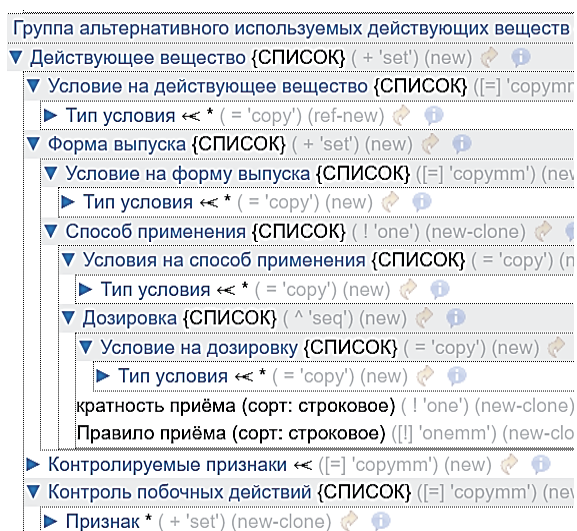 Группа альтернативного используемых действующих веществ
▼ Действующее вещество {СПИСОК} ( + 'set') (new)
▼ Условие на действующее вещество {СПИСОК} ([=] 'copymm
▶ Тип условия ⋲ * ( = 'copy') (ref-new)
▼ Форма выпуска {СПИСОК} ( + 'set') (new)
▼ Условие на форму выпуска {СПИСОК} ([=] 'copymm') (new
▶ Тип условия ⋲ * ( = 'copy') (new)
▼ Способ применения {СПИСОК} ( ! 'one') (new-clone)
▼ Условия на способ применения {СПИСОК} ( = 'copy') (n
▶ Тип условия ⋲ * ( = 'copy') (new)
▼ Дозировка {СПИСОК} ( ^ 'seq') (new)
▼ Условие на дозировку {СПИСОК} ( = 'copy') (new)
▶ Тип условия ⋲ * ( = 'copy') (new)
кратность приёма (сорт: строковое) ( ! 'one') (new-clone)
Правило приёма (сорт: строковое) ([!] 'onemm') (new-clo
▶ Контролируемые признаки ⋲ ([=] 'copymm') (new)
▼ Контроль побочных действий {СПИСОК} ([=] 'copymm') (new
▶ Признак * ( + 'set') (new-clone)